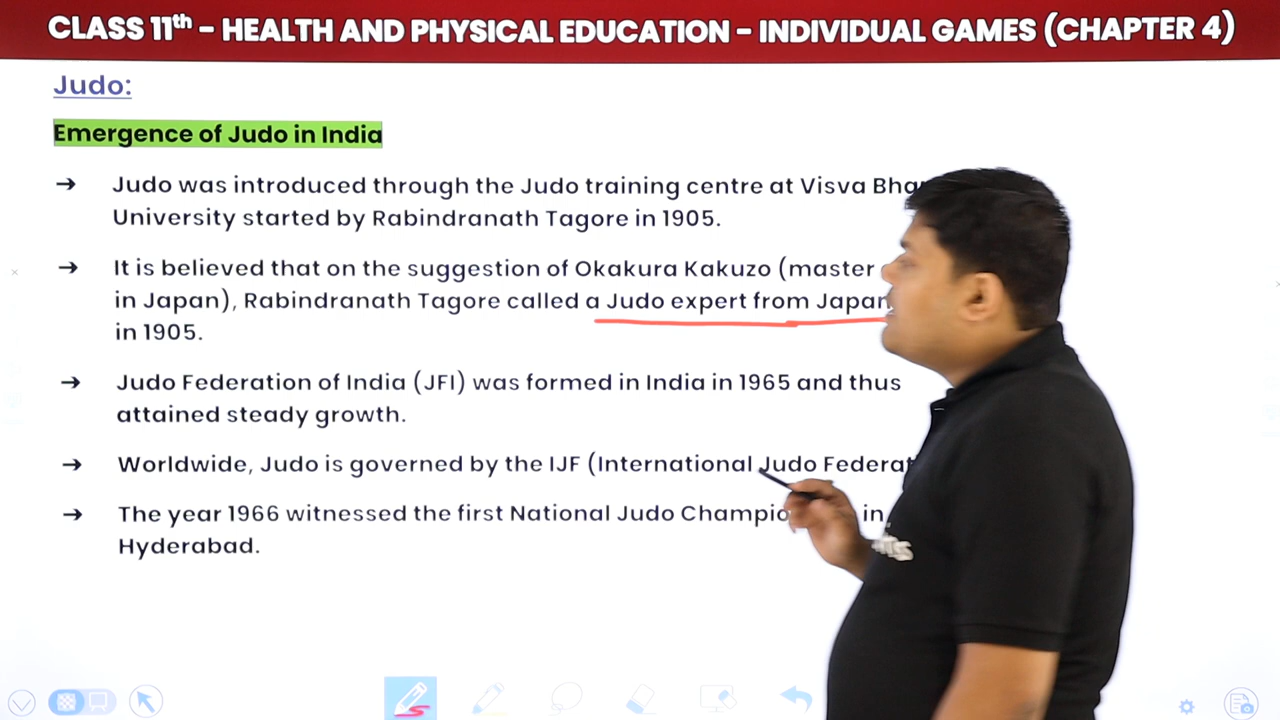 CLASS 11th - HEALTH AND PHYSICAL EDUCATION - INDIVIDUAL GAMES (CHAPTER 4)
Judo:
Emergence of Judo in India
→ Judo was introduced through the Judo training centre at Visva
University started by Rabindranath Tagore in 1905.
→ It is believed that on the suggestion of Okakura Kakuzo (master
in Japan), Rabindranath Tagore called a Judo expert from Japan
in 1905.
→ Judo Federation of India (JFI) was formed in India in 1965 and thus
attained steady growth.
→ Worldwide, Judo is governed by the IJF (International Judo
→ The year 1966 witnessed the first National Judo in
Hyderabad.